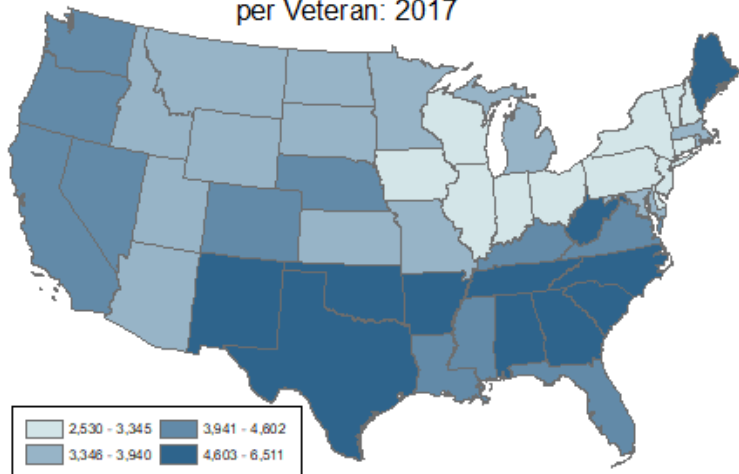 per Veteran: 2017
2,530 - 3,345 3,941 - 4,602
3,346 - 3,940 4,603 - 6,511